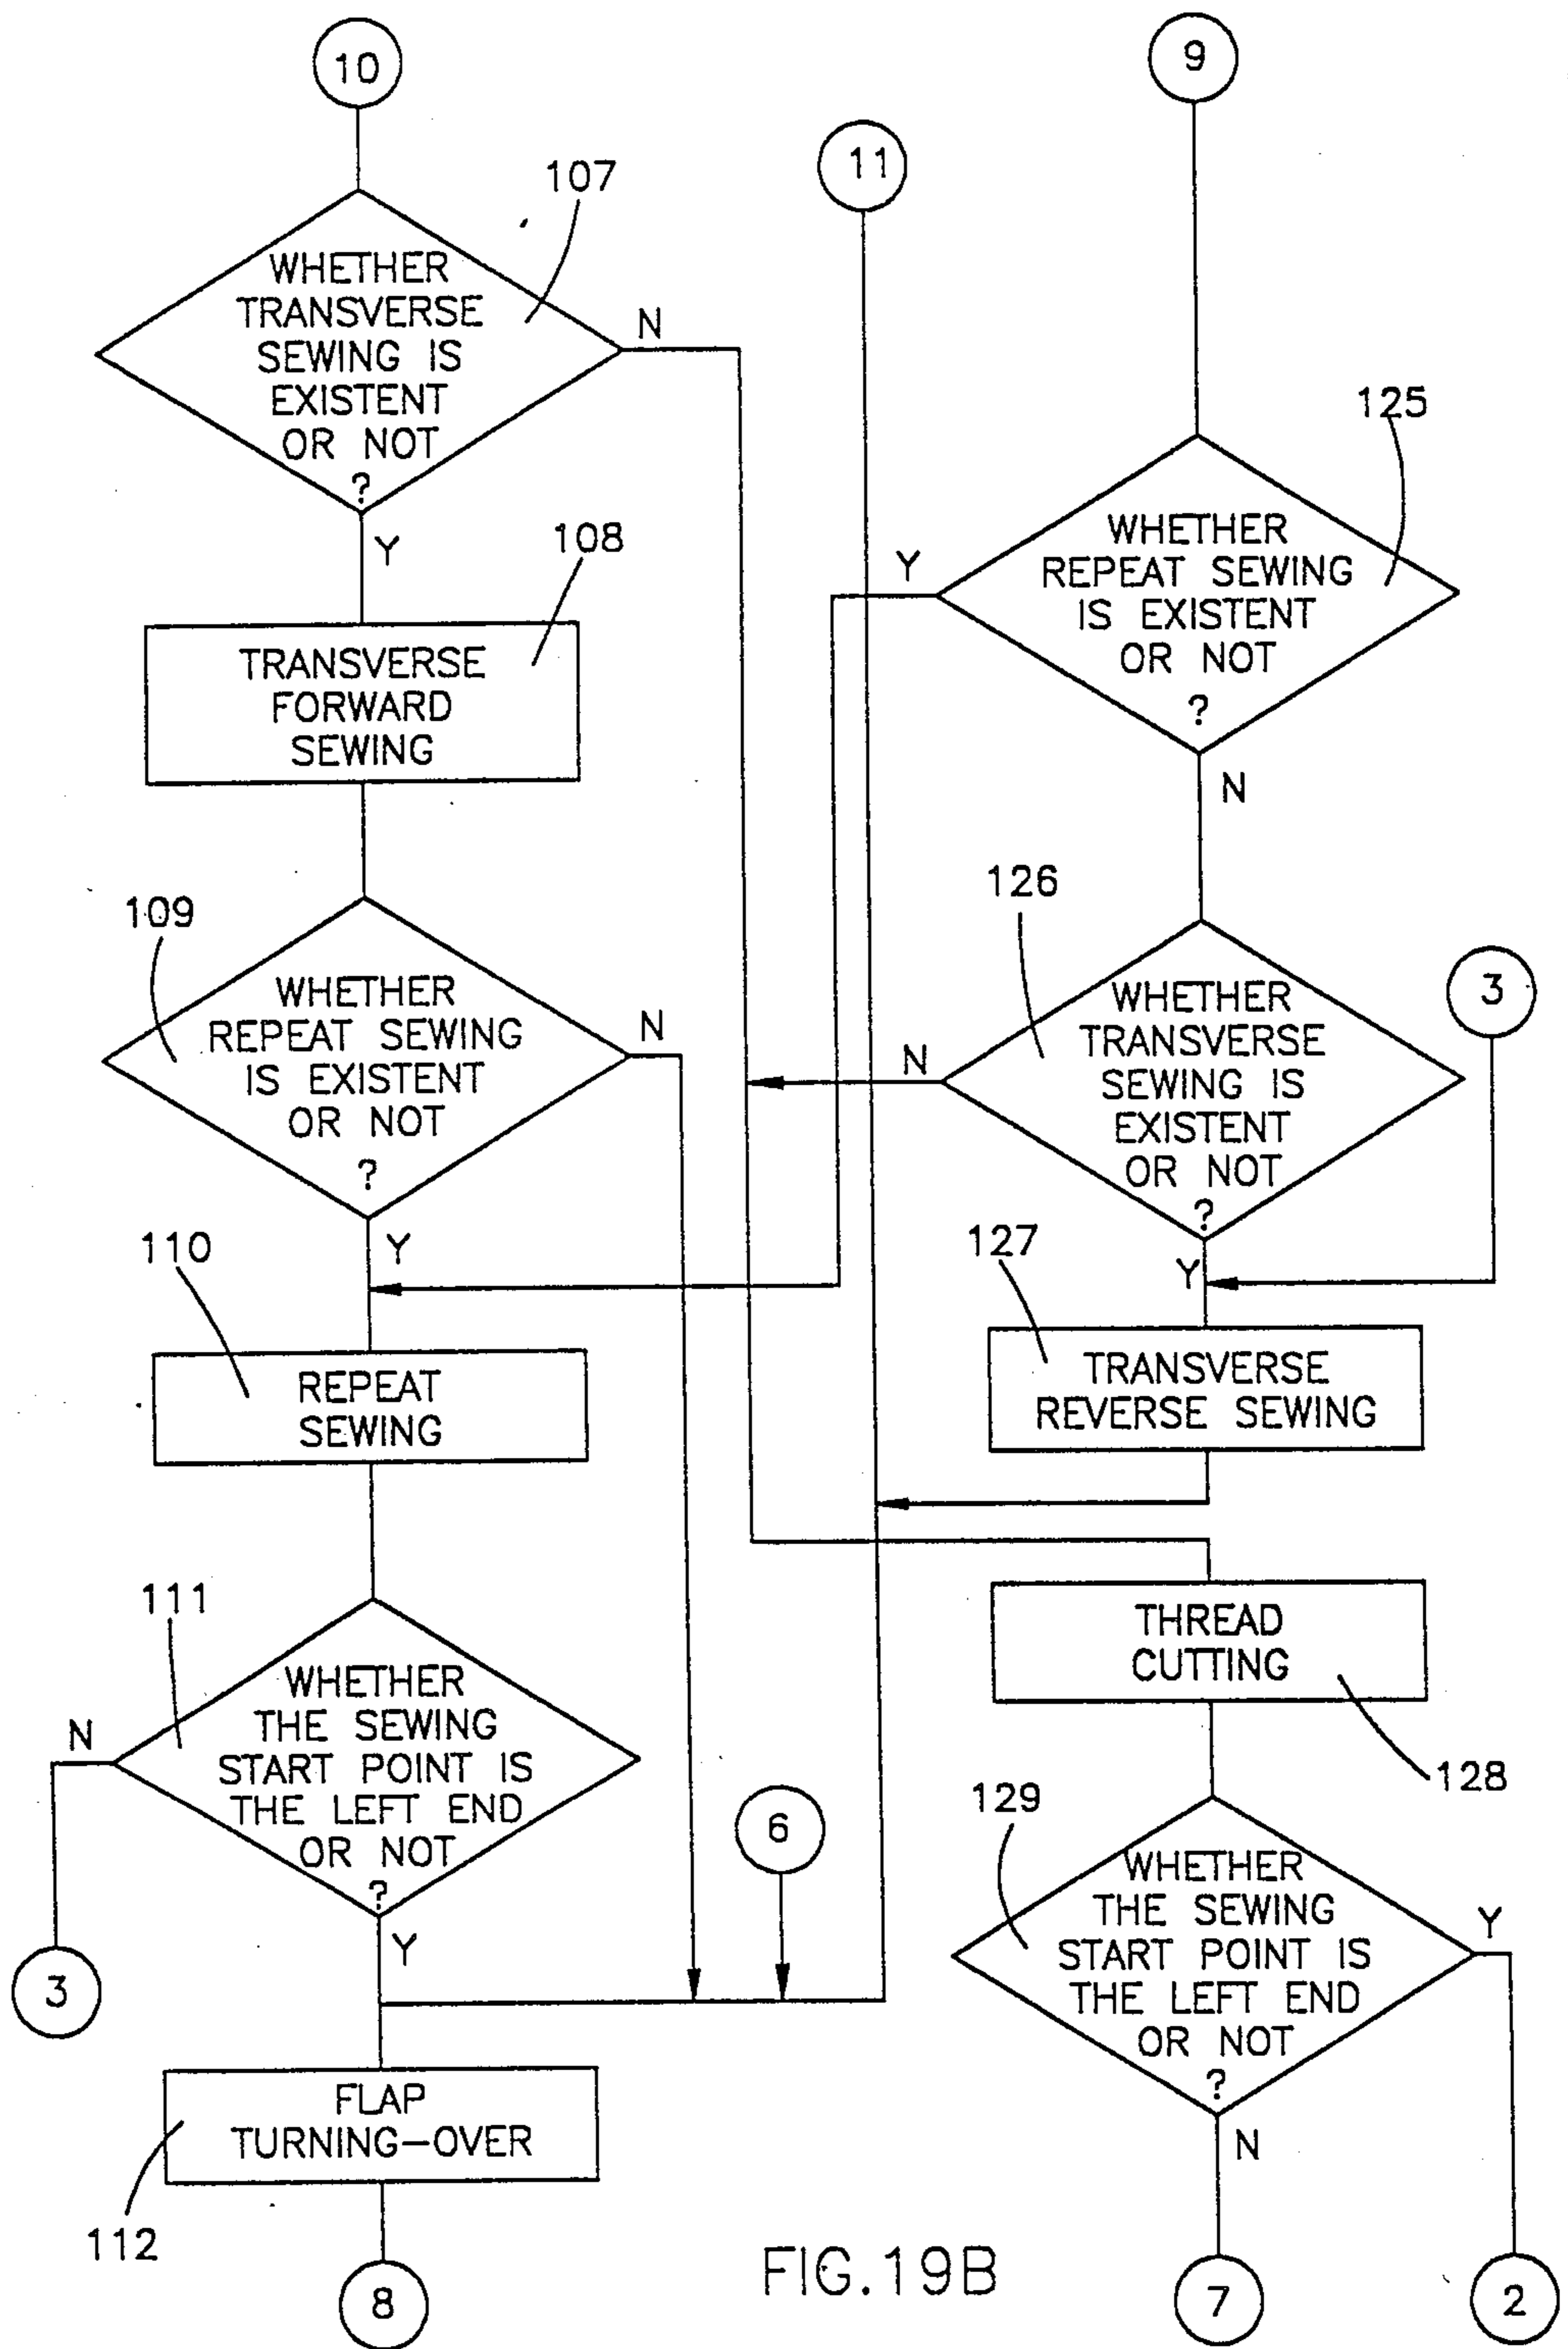 10
107
WHETHER
TRANSVERSE
SEWING IS
EXISTENT
OR NOT
?
N
Y
108
TRANSVERSE
FORWARD
SEWING
109
WHETHER
REPEAT SEWING
IS EXISTENT
OR NOT
?
N
Y
110
REPEAT
SEWING
111
WHETHER
THE SEWING
START POINT IS
THE LEFT END
OR NOT
?
N
Y
3
6
FLAP
TURNING-OVER
112
8
11
9
125
WHETHER
REPEAT SEWING
IS EXISTENT
OR NOT
?
Y
N
126
WHETHER
TRANSVERSE
SEWING IS
EXISTENT
OR NOT
?
N
Y
3
127
TRANSVERSE
REVERSE SEWING
THREAD
CUTTING
128
129
WHETHER
THE SEWING
START POINT IS
THE LEFT END
OR NOT
?
Y
N
7
2
FIG.19B